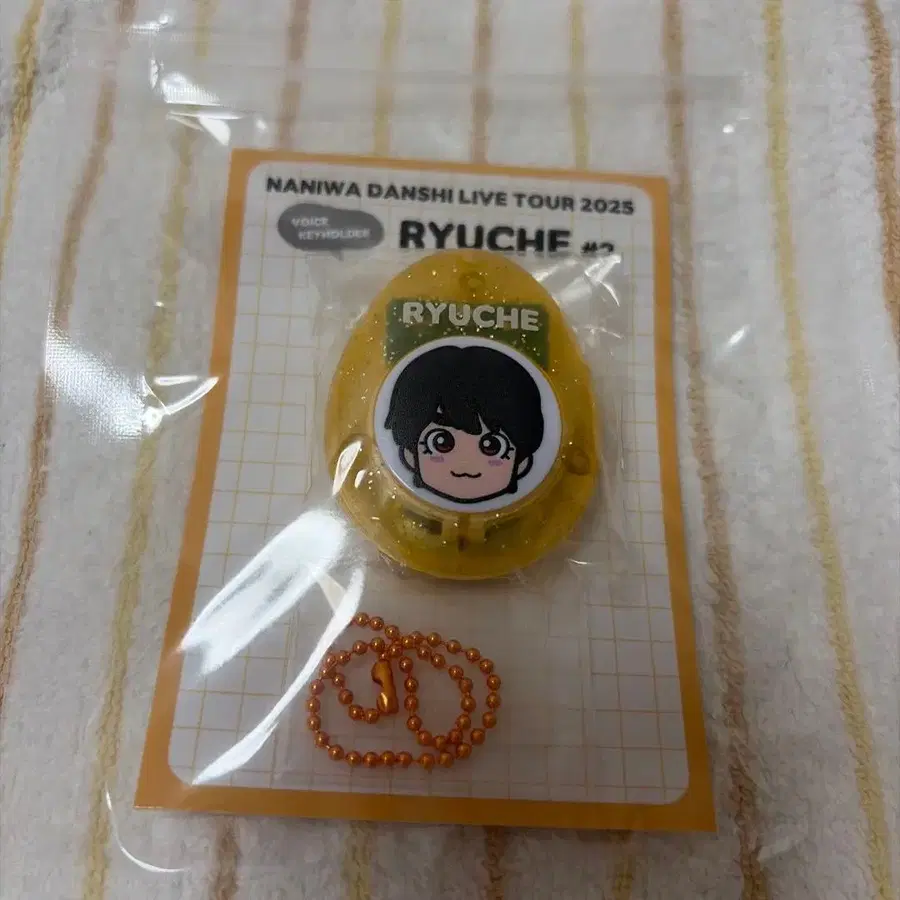 NANIWA DANSHI LIVE TOUR 2025
VOICE
KEYHOLDER
RYUCHE #2
RYUCHE